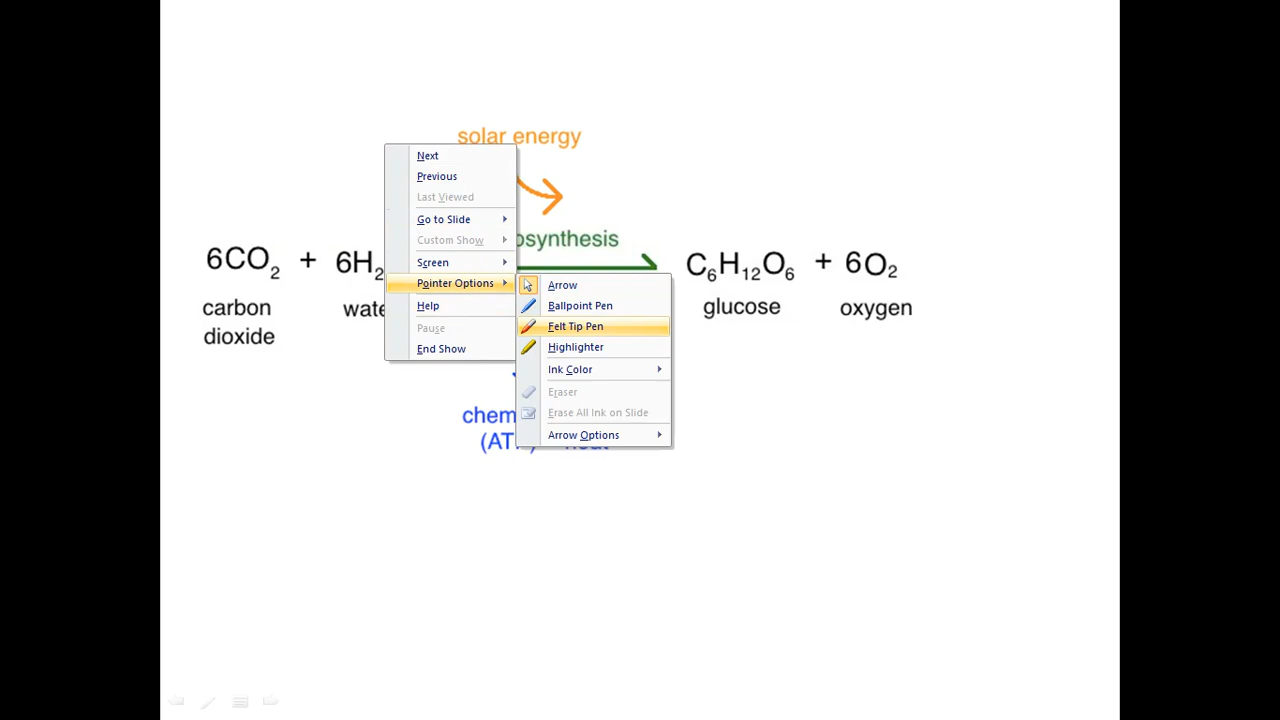 solar energy
osynthesis
6CO2 + 6H2
C6H12O6 + 6O2
carbon
dioxide
glucose
oxygen
Next
Previous
Last Viewed
Go to Slide
Custom Show
Screen
Pointer Options
Help
Pause
End Show
Arrow
Ballpoint Pen
Felt Tip Pen
Highlighter
Ink Color
Eraser
Erase All Ink on Slide
Arrow Options
chem
(AT